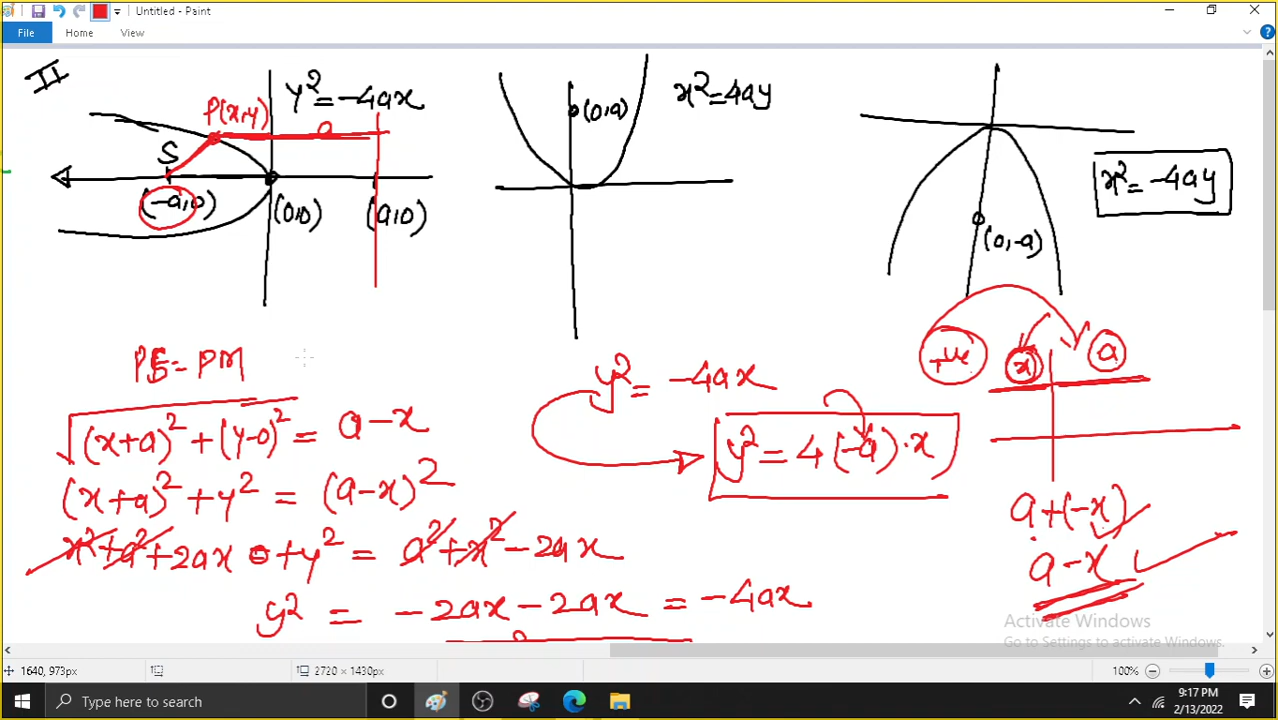 Untitled - Paint
File Home View
II
y² = -4ax
P(x,y)
a
S
(-a,0)
(0,0)
(a,0)
(0,a)
x² = 4ay
x² = -4ay
(0,-a)
PS = PM
√(x+a)² + (y-0)² = a-x
(x+a)² + y² = (a-x)²
x² + a² + 2ax + y² = a² + x² - 2ax
y² = -2ax - 2ax = -4ax
y² = -4ax
y² = 4(-a)·x
+ve
x
a
a+(-x)
a-x
Activate Windows
Go to Settings to activate Windows.
1640, 973px
2720 × 1430px
100%
Type here to search
9:17 PM
2/13/2022